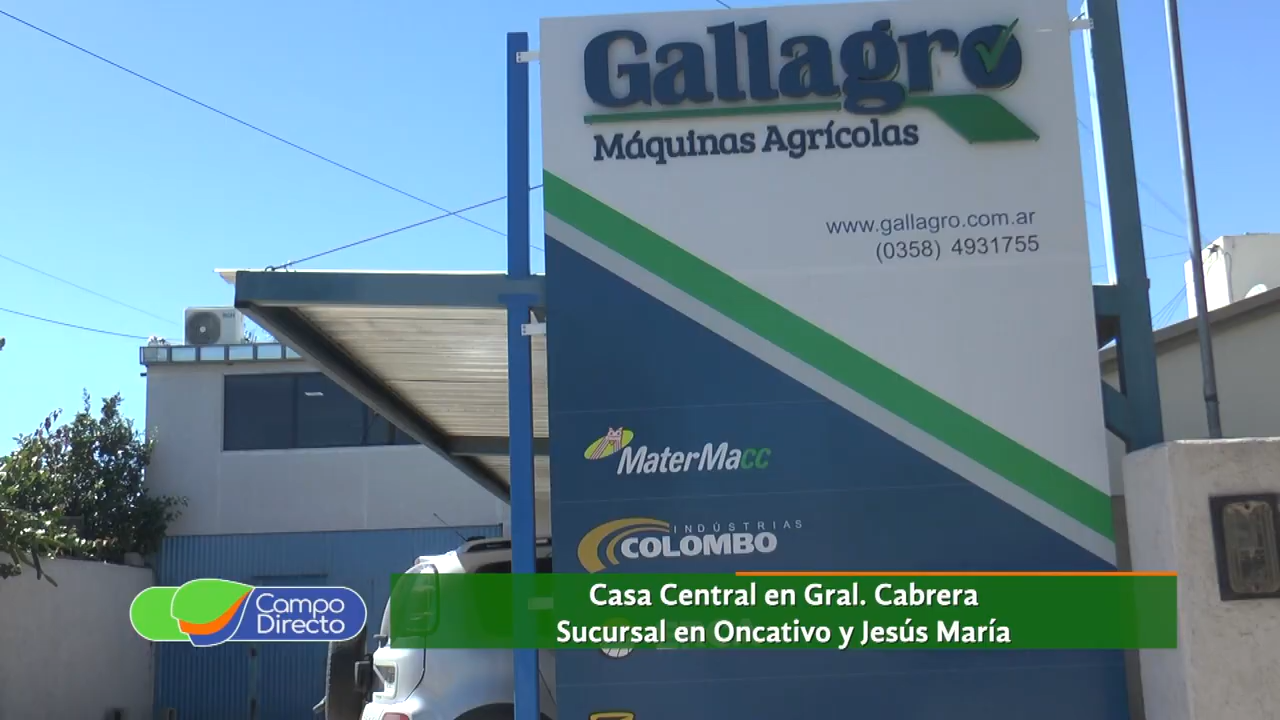 Gallagro
Máquinas Agrícolas
www.gallagro.com.ar
(0358) 4931755
MaterMacc
INDÚSTRIAS
COLOMBO
Campo
Directo
Casa Central en Gral. Cabrera
Sucursal en Oncativo y Jesús María